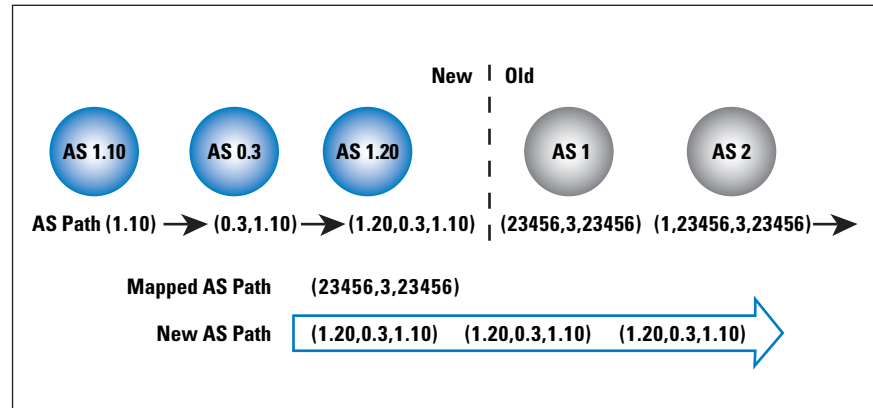 New Old
AS 1.10 AS 0.3 AS 1.20 AS 1 AS 2
AS Path (1.10) (0.3,1.10) (1.20,0.3,1.10) (23456,3,23456) (1,23456,3,23456)
Mapped AS Path (23456,3,23456)
New AS Path (1.20,0.3,1.10) (1.20,0.3,1.10) (1.20,0.3,1.10)